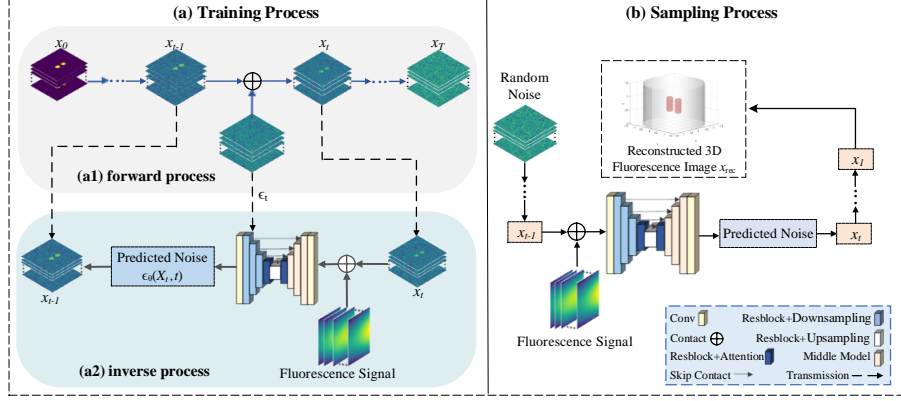 (a) Training Process
x0
xt-1
xt
xT
(a1) forward process
ϵt
xt-1
Predicted Noise
ϵθ(Xt,t)
xt
Fluorescence Signal
(a2) inverse process
(b) Sampling Process
Random
Noise
Reconstructed 3D
Fluorescence Image xrec
x1
xt-1
Predicted Noise
xt
Fluorescence
Signal
Conv
Resblock+Downsampling
Contact
Resblock+Upsampling
Resblock+Attention
Middle Model
Skip Contact
Transmission